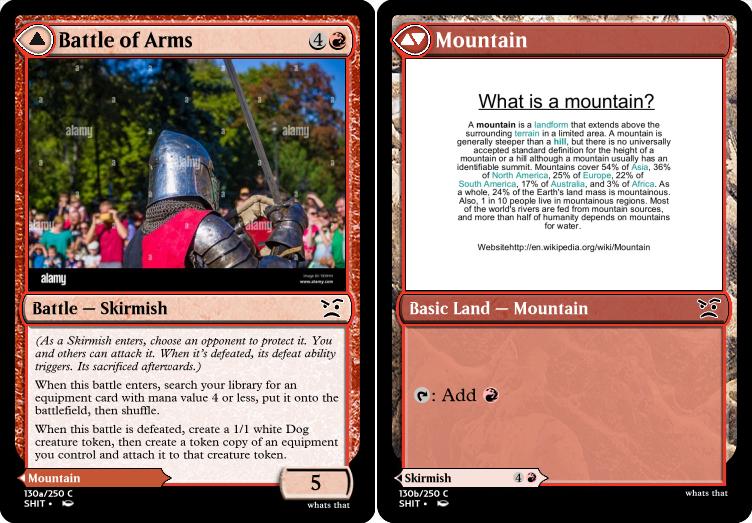 Battle of Arms 4
alamy
a
alamy
Image ID: TE9HHJ
www.alamy.com
Battle — Skirmish
(As a Skirmish enters, choose an opponent to protect it. You
and others can attack it. When it's defeated, its defeat ability
triggers. Its sacrificed afterwards.)
When this battle enters, search your library for an
equipment card with mana value 4 or less, put it onto the
battlefield, then shuffle.
When this battle is defeated, create a 1/1 white Dog
creature token, then create a token copy of an equipment
you control and attach it to that creature token.
Mountain
5
130a/250 C
SHIT •
whats that
Mountain
What is a mountain?
A mountain is a landform that extends above the
surrounding terrain in a limited area. A mountain is
generally steeper than a hill, but there is no universally
accepted standard definition for the height of a
mountain or a hill although a mountain usually has an
identifiable summit. Mountains cover 54% of Asia, 36%
of North America, 25% of Europe, 22% of
South America, 17% of Australia, and 3% of Africa. As
a whole, 24% of the Earth's land mass is mountainous.
Also, 1 in 10 people live in mountainous regions. Most
of the world's rivers are fed from mountain sources,
and more than half of humanity depends on mountains
for water.
Websitehttp://en.wikipedia.org/wiki/Mountain
Basic Land — Mountain
: Add
Skirmish 4
130b/250 C
SHIT •
whats that